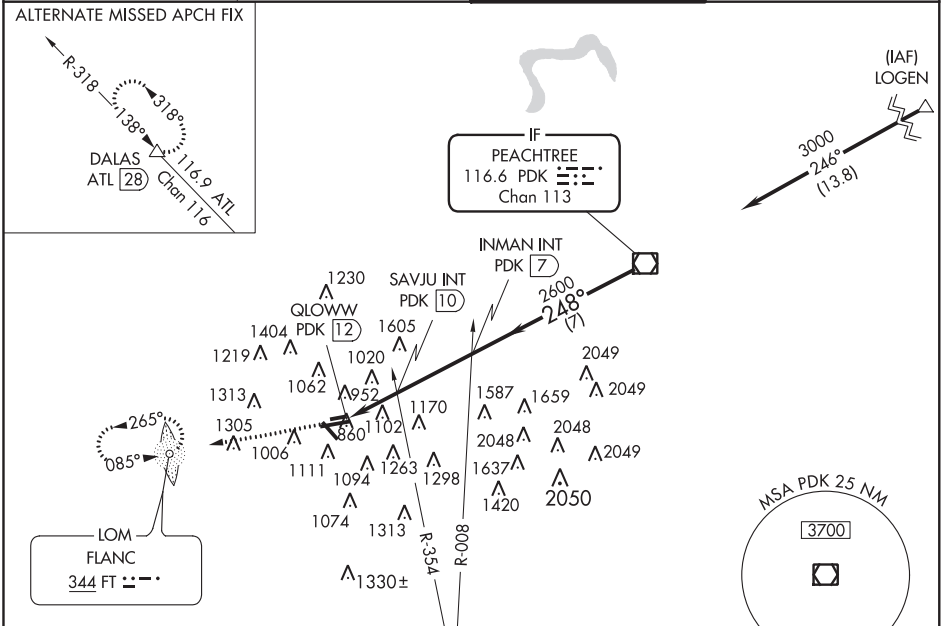 ALTERNATE MISSED APCH FIX
R-318
318°
138°
DALAS
ATL 28
116.9 ATL
Chan 116
(IAF)
LOGEN
3000
246°
(13.8)
IF
PEACHTREE
116.6 PDK
Chan 113
INMAN INT
PDK 7
SAVJU INT
PDK 10
QLOWW
PDK 12
2600
248°
(7)
1230
1404
1605
1219
1020
1062
2049
2049
1313
952
1587
1659
1170
1305
860
1102
1006
2048
2048
2049
1111
1094
1263
1298
1637
1420
2050
1074
1313
265°
085°
LOM
FLANC
344 FT
R-354
R-008
1330±
MSA PDK 25 NM
3700